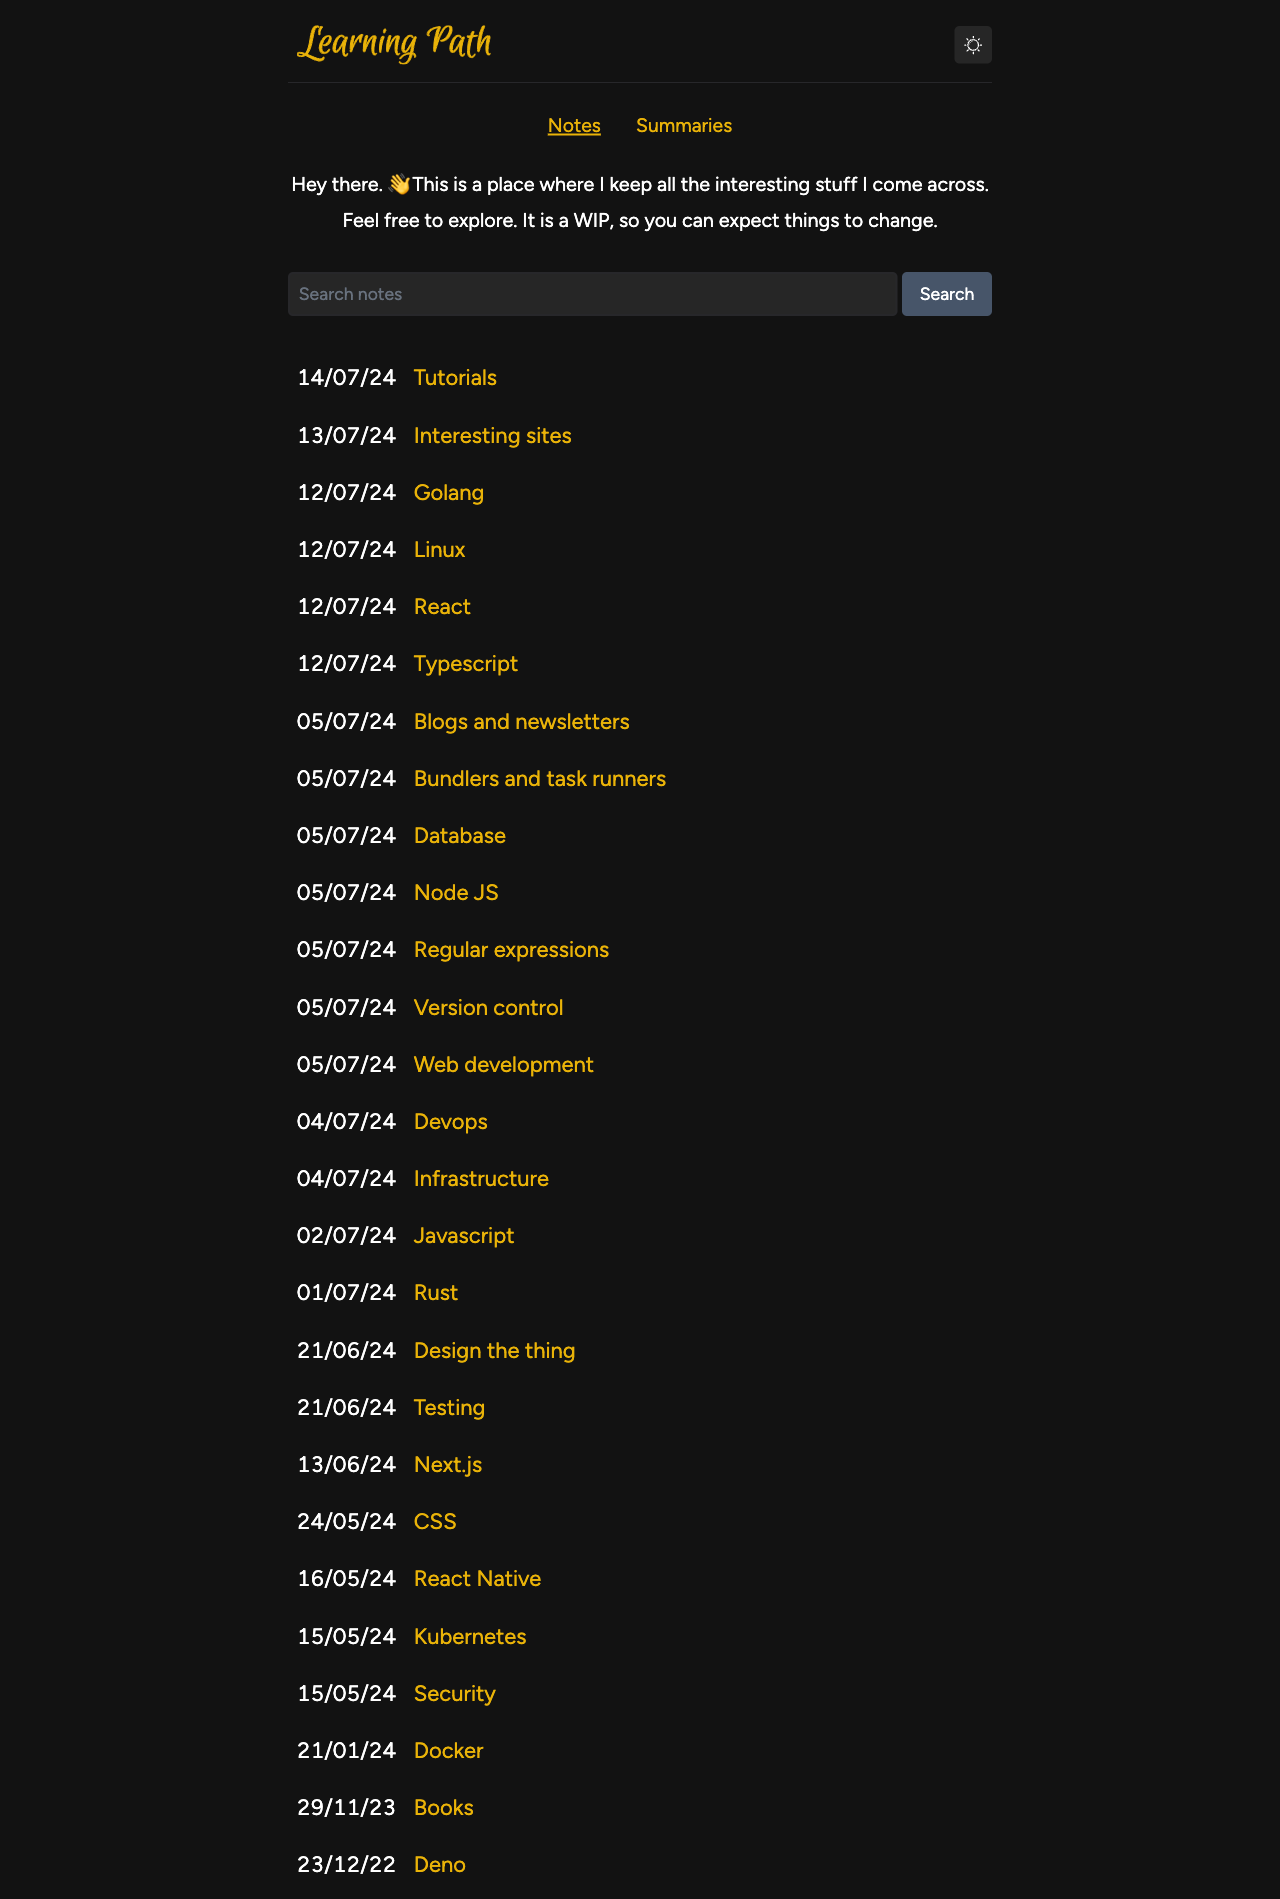 Learning Path
Notes Summaries
Hey there. 👋This is a place where I keep all the interesting stuff I come across.
Feel free to explore. It is a WIP, so you can expect things to change.
Search notes Search
14/07/24 Tutorials
13/07/24 Interesting sites
12/07/24 Golang
12/07/24 Linux
12/07/24 React
12/07/24 Typescript
05/07/24 Blogs and newsletters
05/07/24 Bundlers and task runners
05/07/24 Database
05/07/24 Node JS
05/07/24 Regular expressions
05/07/24 Version control
05/07/24 Web development
04/07/24 Devops
04/07/24 Infrastructure
02/07/24 Javascript
01/07/24 Rust
21/06/24 Design the thing
21/06/24 Testing
13/06/24 Next.js
24/05/24 CSS
16/05/24 React Native
15/05/24 Kubernetes
15/05/24 Security
21/01/24 Docker
29/11/23 Books
23/12/22 Deno